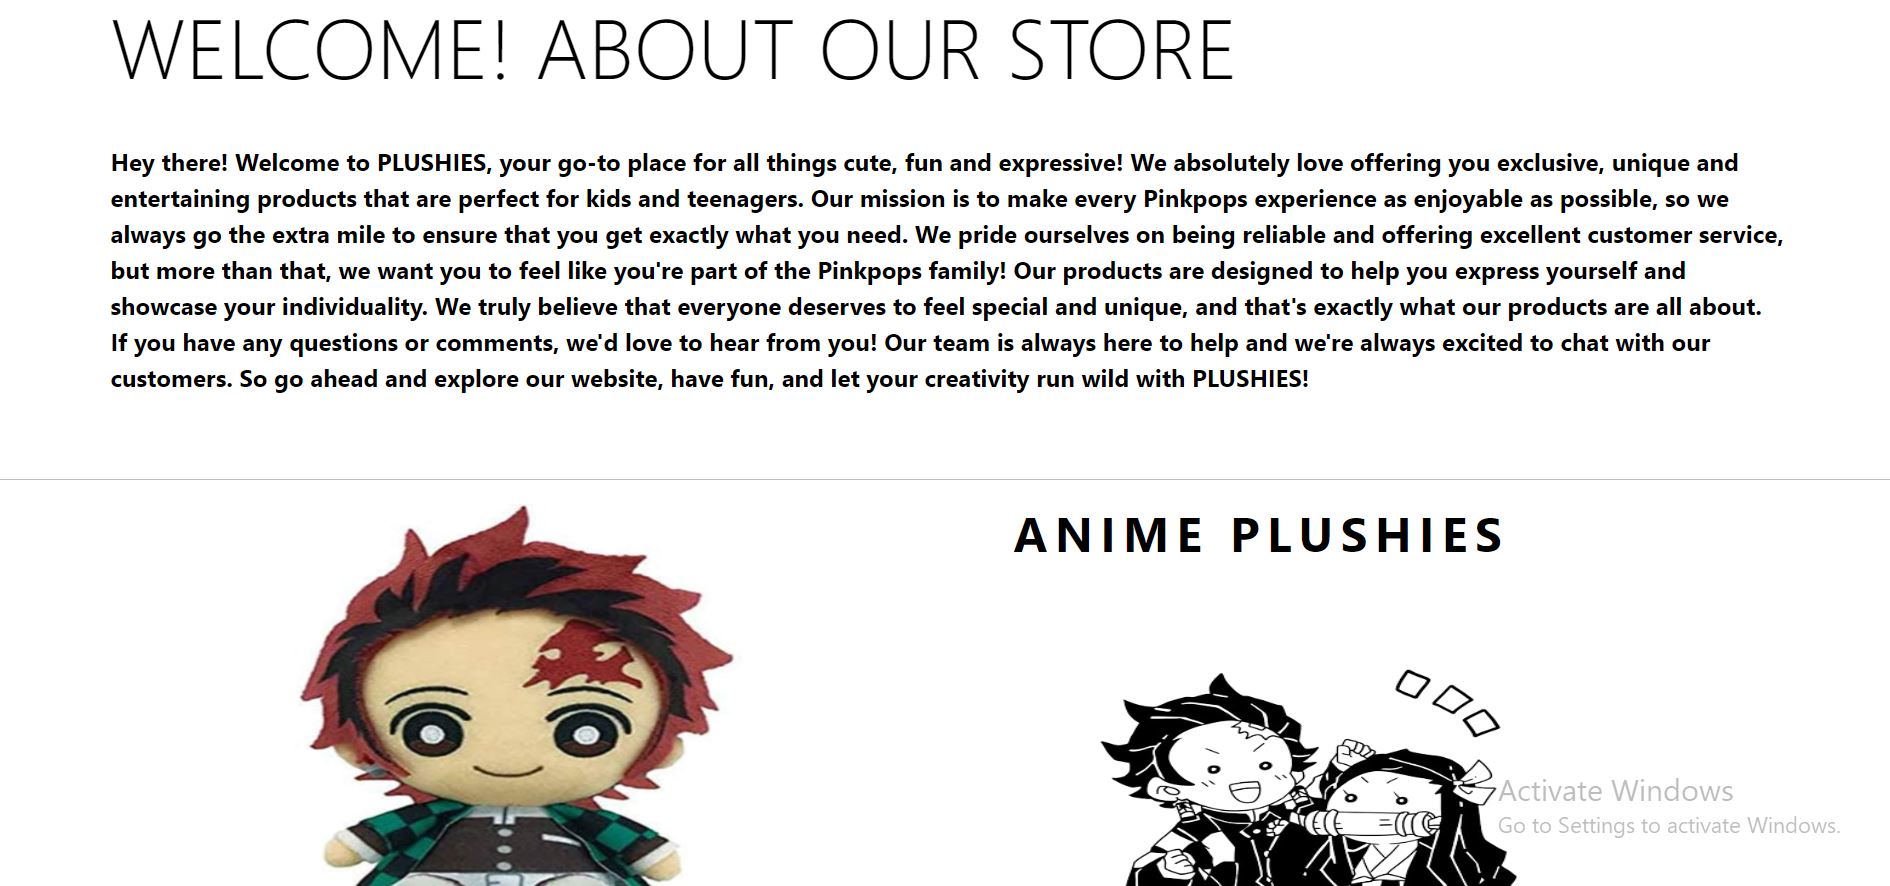 WELCOME! ABOUT OUR STORE
Hey there! Welcome to PLUSHIES, your go-to place for all things cute, fun and expressive! We absolutely love offering you exclusive, unique and
entertaining products that are perfect for kids and teenagers. Our mission is to make every Pinkpops experience as enjoyable as possible, so we
always go the extra mile to ensure that you get exactly what you need. We pride ourselves on being reliable and offering excellent customer service,
but more than that, we want you to feel like you're part of the Pinkpops family! Our products are designed to help you express yourself and
showcase your individuality. We truly believe that everyone deserves to feel special and unique, and that's exactly what our products are all about.
If you have any questions or comments, we'd love to hear from you! Our team is always here to help and we're always excited to chat with our
customers. So go ahead and explore our website, have fun, and let your creativity run wild with PLUSHIES!
ANIME PLUSHIES
Activate Windows
Go to Settings to activate Windows.